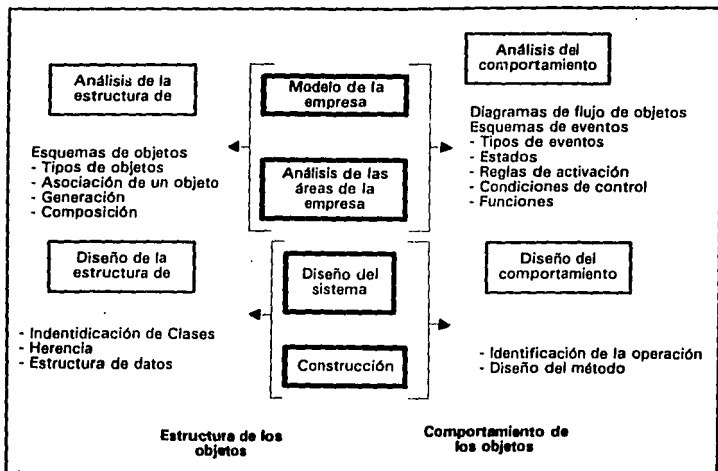 Análisis de la
estructura de
Esquemas de objetos
- Tipos de objetos
- Asociación de un objeto
- Generación
- Composición
Modelo de la
empresa
Análisis de las
áreas de la
empresa
Análisis del
comportamiento
Diagramas de flujo de objetos
Esquemas de eventos
- Tipos de eventos
- Estados
- Reglas de activación
- Condiciones de control
- Funciones
Diseño de la
estructura de
- Indentidicación de Clases
- Herencia
- Estructura de datos
Diseño del
sistema
Construcción
Diseño del
comportamiento
- Identificación de la operación
- Diseño del método
Estructura de los
objetos
Comportamiento de
los objetos